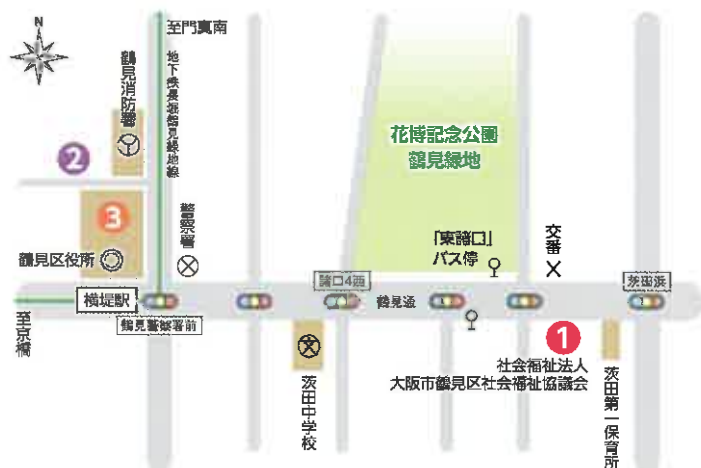 至門真南
地下鉄長堀鶴見緑地線
鶴見消防署
2
3
鶴見区役所
警察署
花博記念公園
鶴見緑地
「東諸口」
バス停
交番
諸口4西
茨田浜
横堤駅
鶴見通
鶴見警察署前
至京橋
茨田中学校
1
社会福祉法人
大阪市鶴見区社会福祉協議会
茨田第一保育所